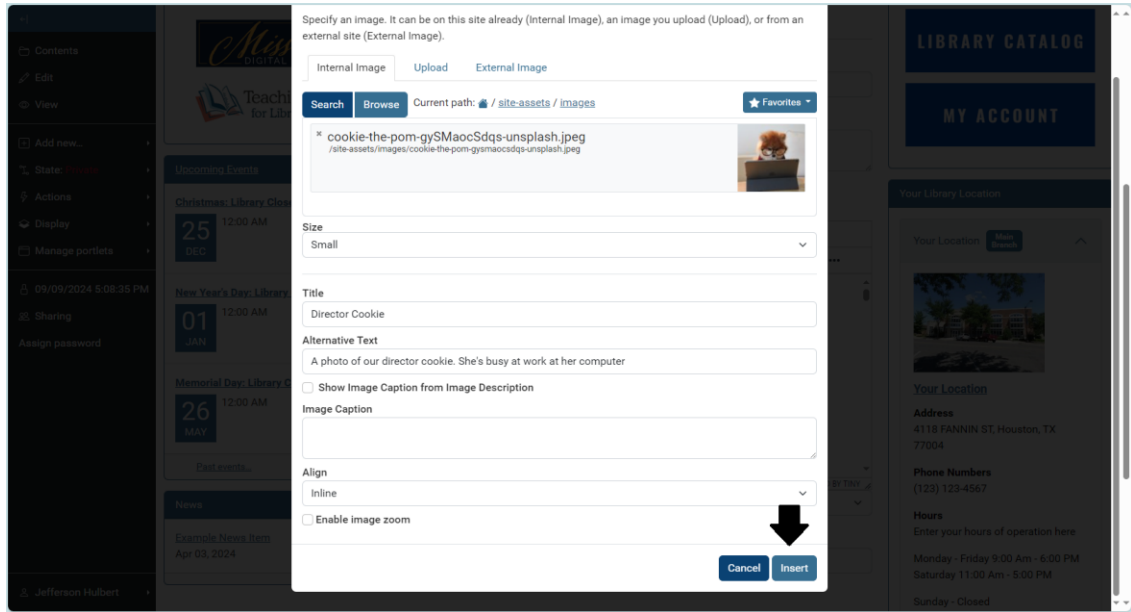 Contents
Edit
View
Add new...
State:
Actions
Display
Manage portlets
09/09/2024 5:08:35 PM
Sharing
Assign password
Jefferson Hulbert
DIGITAL
Upcoming Events
Christmas: Library Close
25
DEC
12:00 AM
New Year's Day: Library
01
JAN
12:00 AM
Memorial Day: Library C
26
MAY
12:00 AM
Past events...
News
Example News Item
Apr 03, 2024
Specify an image. It can be on this site already (Internal Image), an image you upload (Upload), or from an
external site (External Image).
Internal Image Upload External Image
Search Browse Current path: / site-assets / images Favorites
cookie-the-pom-gySMaocSdqs-unsplash.jpeg
/site-assets/images/cookie-the-pom-gysmaocsdqs-unsplash.jpeg
Size
Small
Title
Director Cookie
Alternative Text
A photo of our director cookie. She's busy at work at her computer
Show Image Caption from Image Description
Image Caption
Align
Inline
Enable image zoom
Cancel Insert
BY TINY
LIBRARY CATALOG
MY ACCOUNT
Your Library Location
Your Location Main Branch
Your Location
Address
4118 FANNIN ST, Houston, TX
77004
Phone Numbers
(123) 123-4567
Hours
Enter your hours of operation here
Monday - Friday 9:00 Am - 6:00 PM
Saturday 11:00 Am - 5:00 PM
Sunday - Closed